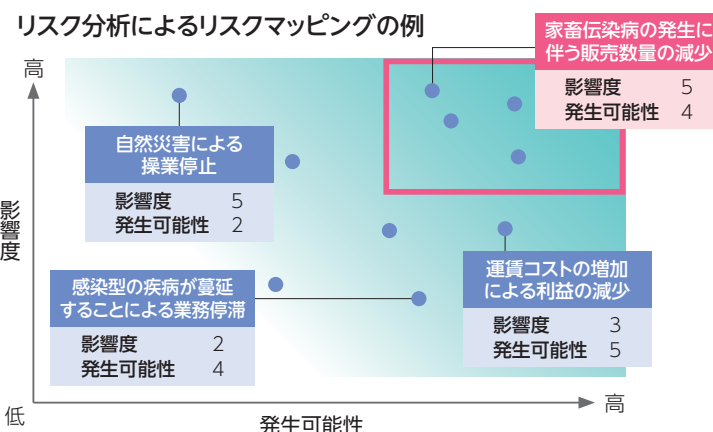 リスク分析によるリスクマッピングの例
家畜伝染病の発生に
伴う販売数量の減少
影響度 5
発生可能性 4
高
自然災害による
操業停止
影響度 5
発生可能性 2
影響度
感染型の疾病が蔓延
することによる業務停滞
影響度 2
発生可能性 4
運賃コストの増加
による利益の減少
影響度 3
発生可能性 5
低
発生可能性
高